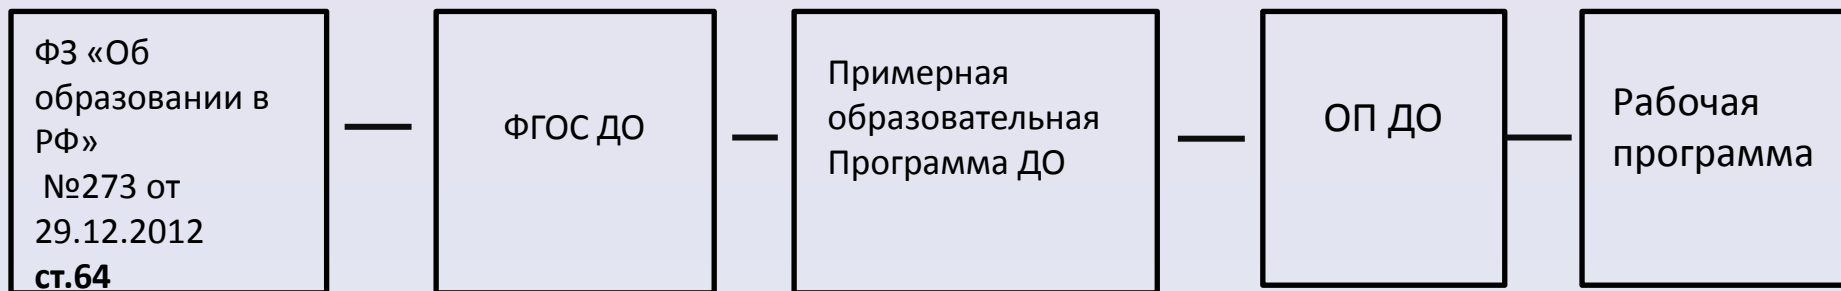 ФЗ «Об
образовании в
РФ»
№273 от
29.12.2012
ст.64
ФГОС ДО
Примерная
образовательная
Программа ДО
ОП ДО
Рабочая
программа